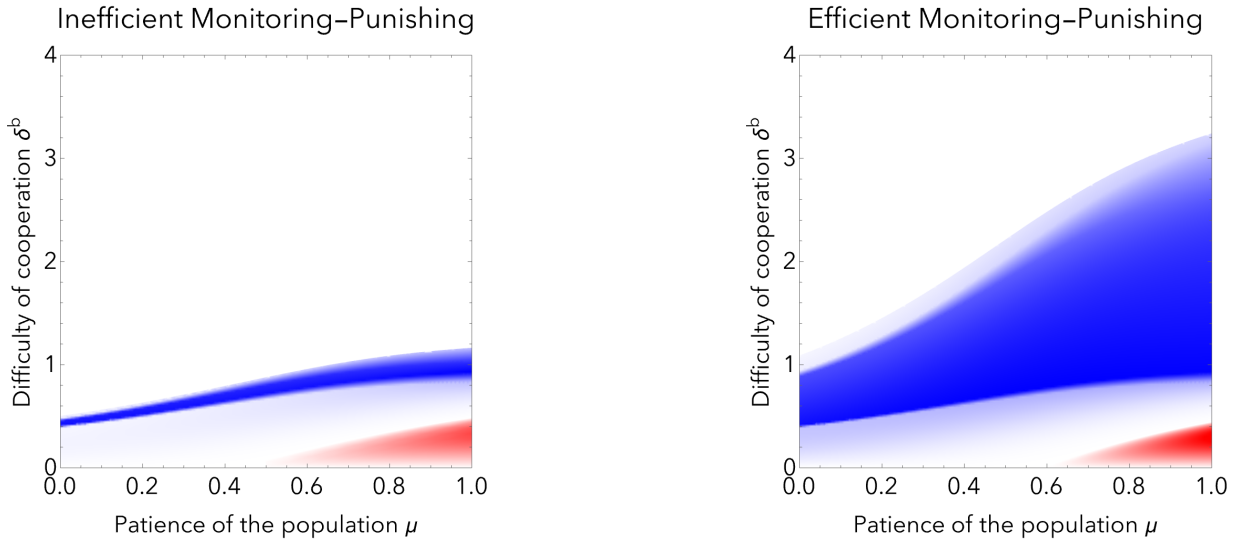 Inefficient Monitoring–Punishing
Difficulty of cooperation δᵇ
4
3
2
1
0
0.0 0.2 0.4 0.6 0.8 1.0
Patience of the population μ
Efficient Monitoring–Punishing
Difficulty of cooperation δᵇ
4
3
2
1
0
0.0 0.2 0.4 0.6 0.8 1.0
Patience of the population μ